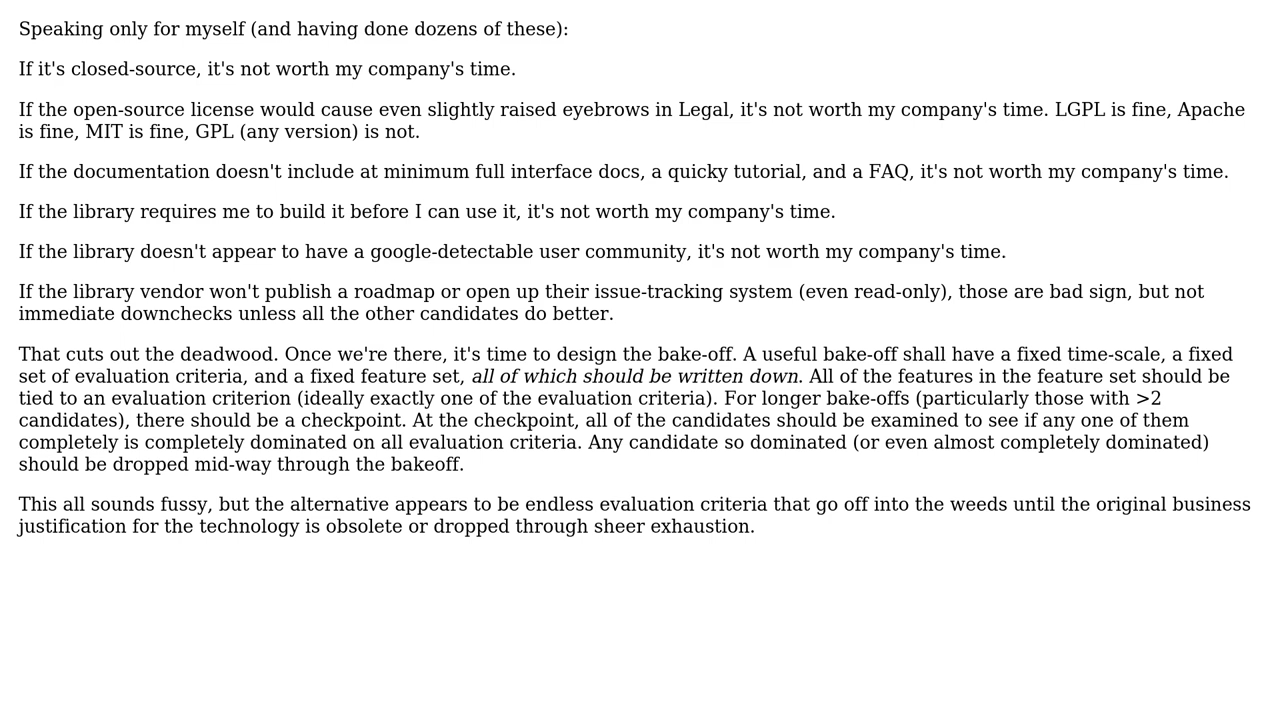 Speaking only for myself (and having done dozens of these):
If it's closed-source, it's not worth my company's time.
If the open-source license would cause even slightly raised eyebrows in Legal, it's not worth my company's time. LGPL is fine, Apache
is fine, MIT is fine, GPL (any version) is not.
If the documentation doesn't include at minimum full interface docs, a quicky tutorial, and a FAQ, it's not worth my company's time.
If the library requires me to build it before I can use it, it's not worth my company's time.
If the library doesn't appear to have a google-detectable user community, it's not worth my company's time.
If the library vendor won't publish a roadmap or open up their issue-tracking system (even read-only), those are bad sign, but not
immediate downchecks unless all the other candidates do better.
That cuts out the deadwood. Once we're there, it's time to design the bake-off. A useful bake-off shall have a fixed time-scale, a fixed
set of evaluation criteria, and a fixed feature set, all of which should be written down. All of the features in the feature set should be
tied to an evaluation criterion (ideally exactly one of the evaluation criteria). For longer bake-offs (particularly those with >2
candidates), there should be a checkpoint. At the checkpoint, all of the candidates should be examined to see if any one of them
completely is completely dominated on all evaluation criteria. Any candidate so dominated (or even almost completely dominated)
should be dropped mid-way through the bakeoff.
This all sounds fussy, but the alternative appears to be endless evaluation criteria that go off into the weeds until the original business
justification for the technology is obsolete or dropped through sheer exhaustion.